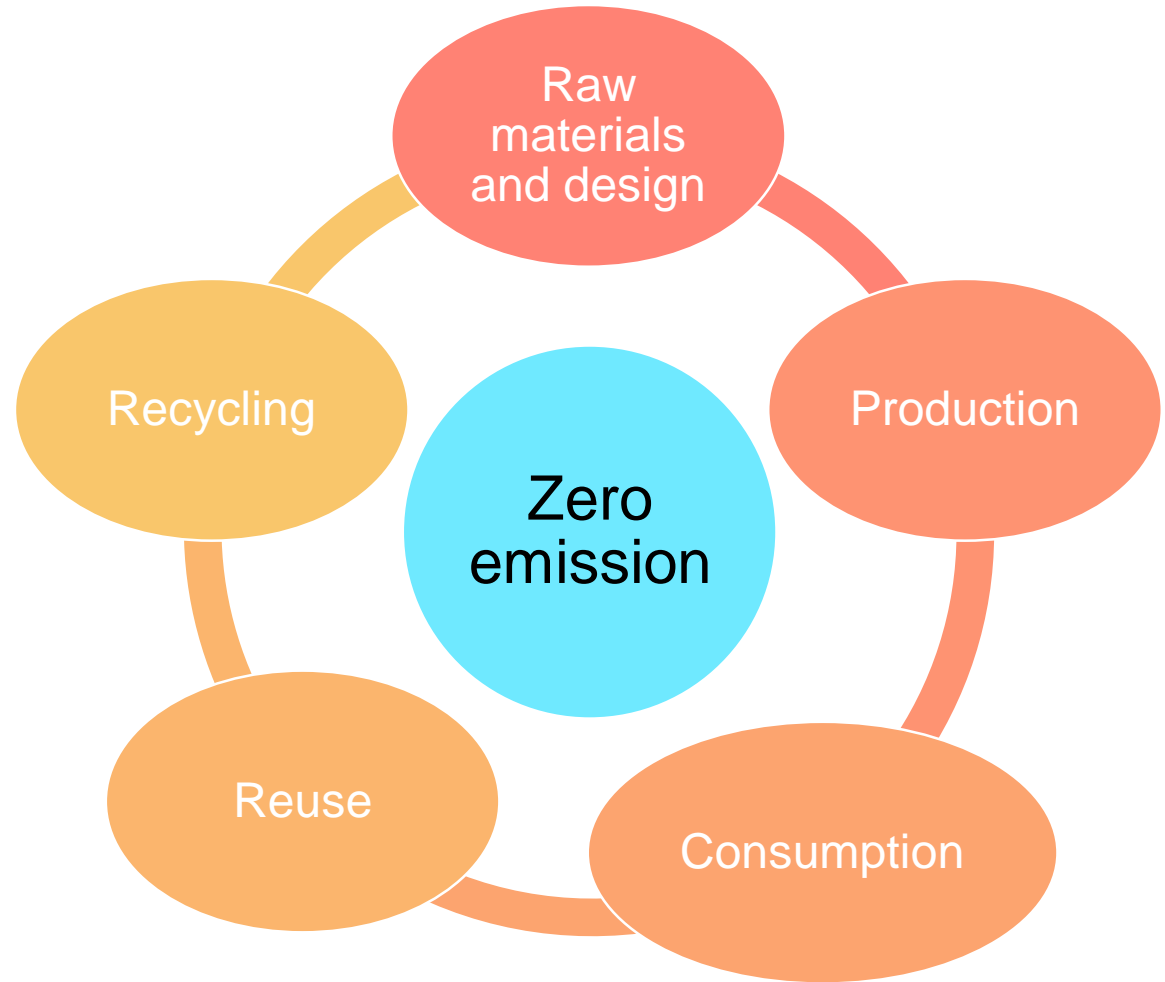 Raw
materials
and design
Production
Consumption
Reuse
Recycling
Zero
emission